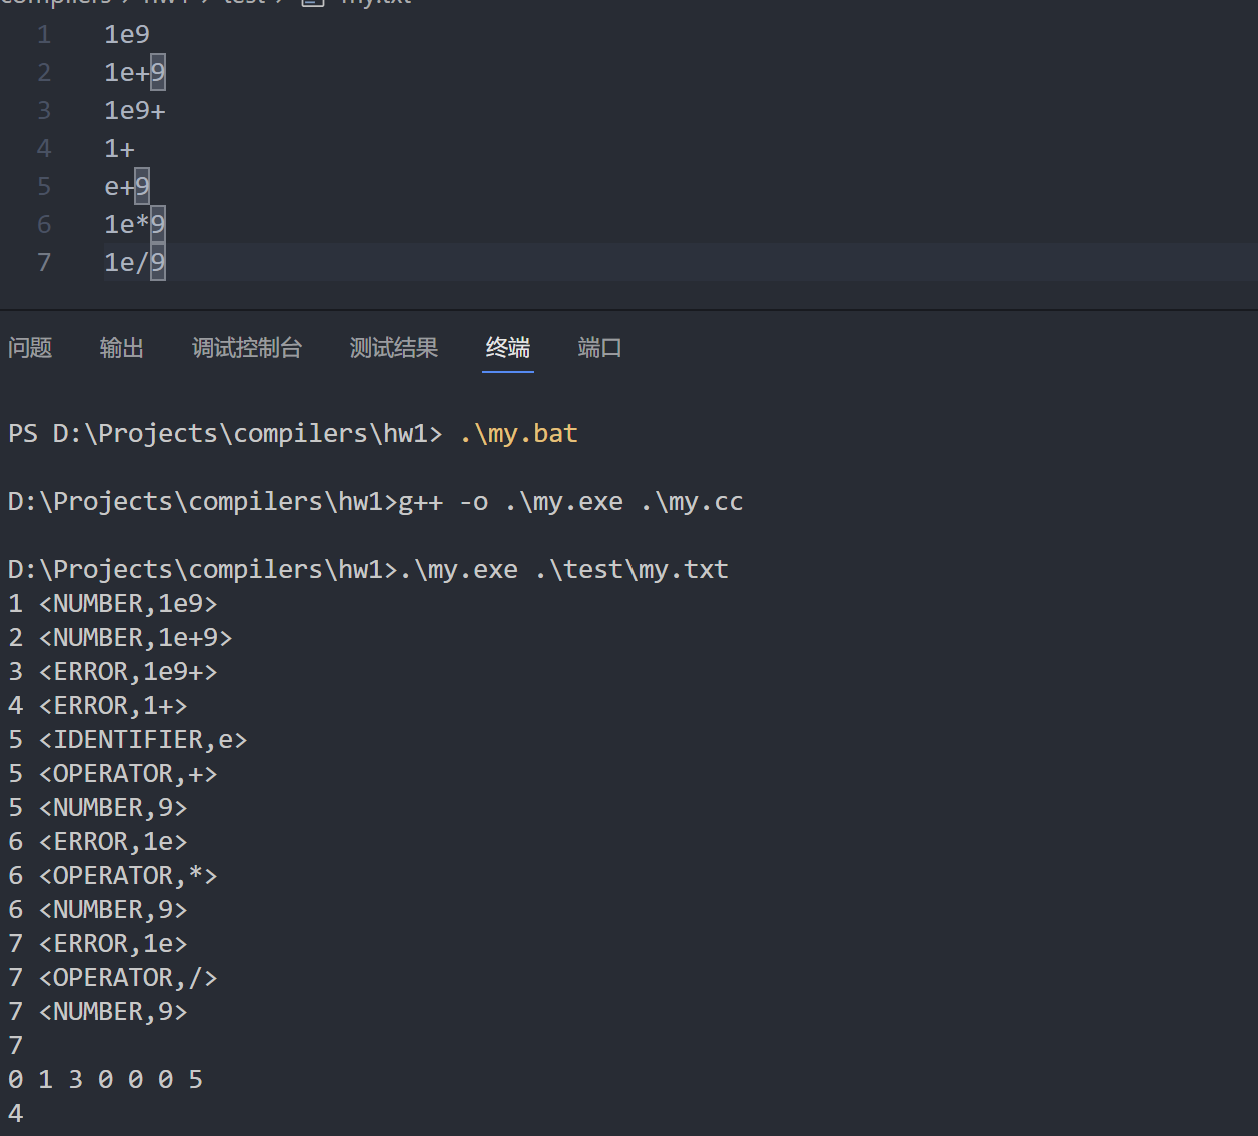 compilers > hw1 > test > my.txt
1 1e9
2 1e+9
3 1e9+
4 1+
5 e+9
6 1e*9
7 1e/9
问题 输出 调试控制台 测试结果 终端 端口
PS D:\Projects\compilers\hw1> .\my.bat
D:\Projects\compilers\hw1>g++ -o .\my.exe .\my.cc
D:\Projects\compilers\hw1>.\my.exe .\test\my.txt
1 <NUMBER,1e9>
2 <NUMBER,1e+9>
3 <ERROR,1e9+>
4 <ERROR,1+>
5 <IDENTIFIER,e>
5 <OPERATOR,+>
5 <NUMBER,9>
6 <ERROR,1e>
6 <OPERATOR,*>
6 <NUMBER,9>
7 <ERROR,1e>
7 <OPERATOR,/>
7 <NUMBER,9>
7
0 1 3 0 0 0 5
4